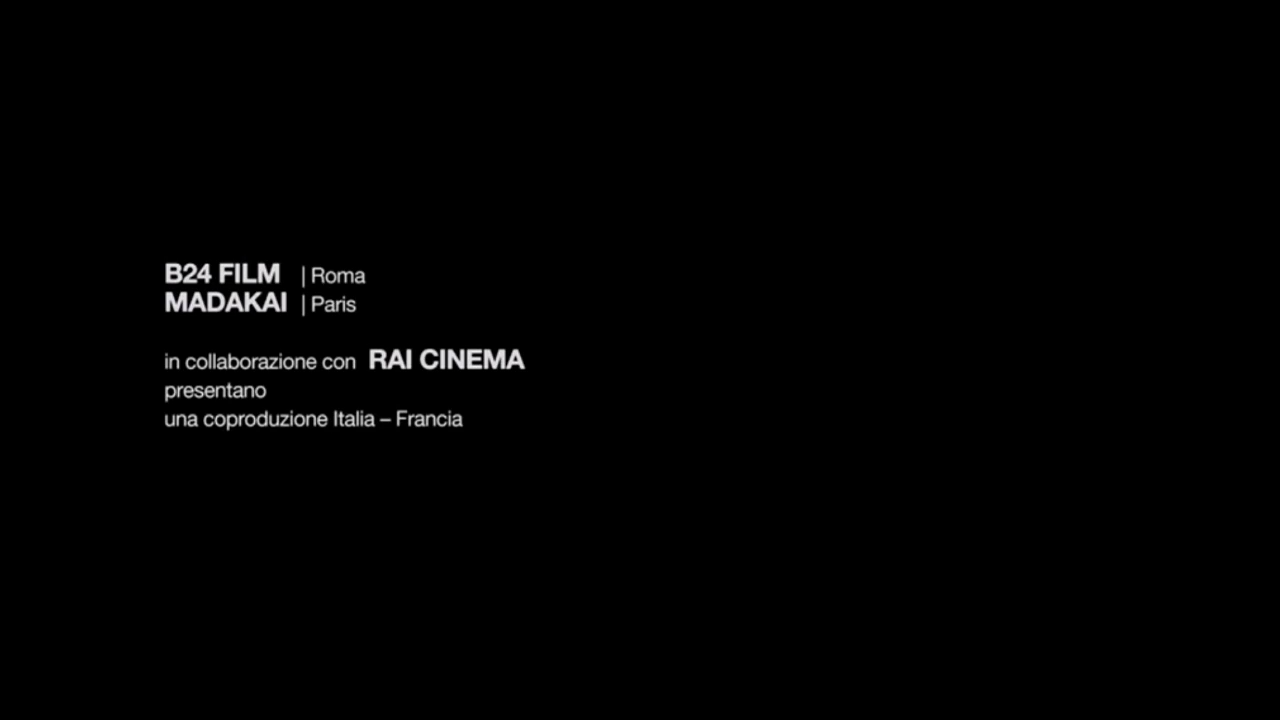 B24 FILM | Roma
MADAKAI | Paris
in collaborazione con RAI CINEMA
presentano
una coproduzione Italia – Francia